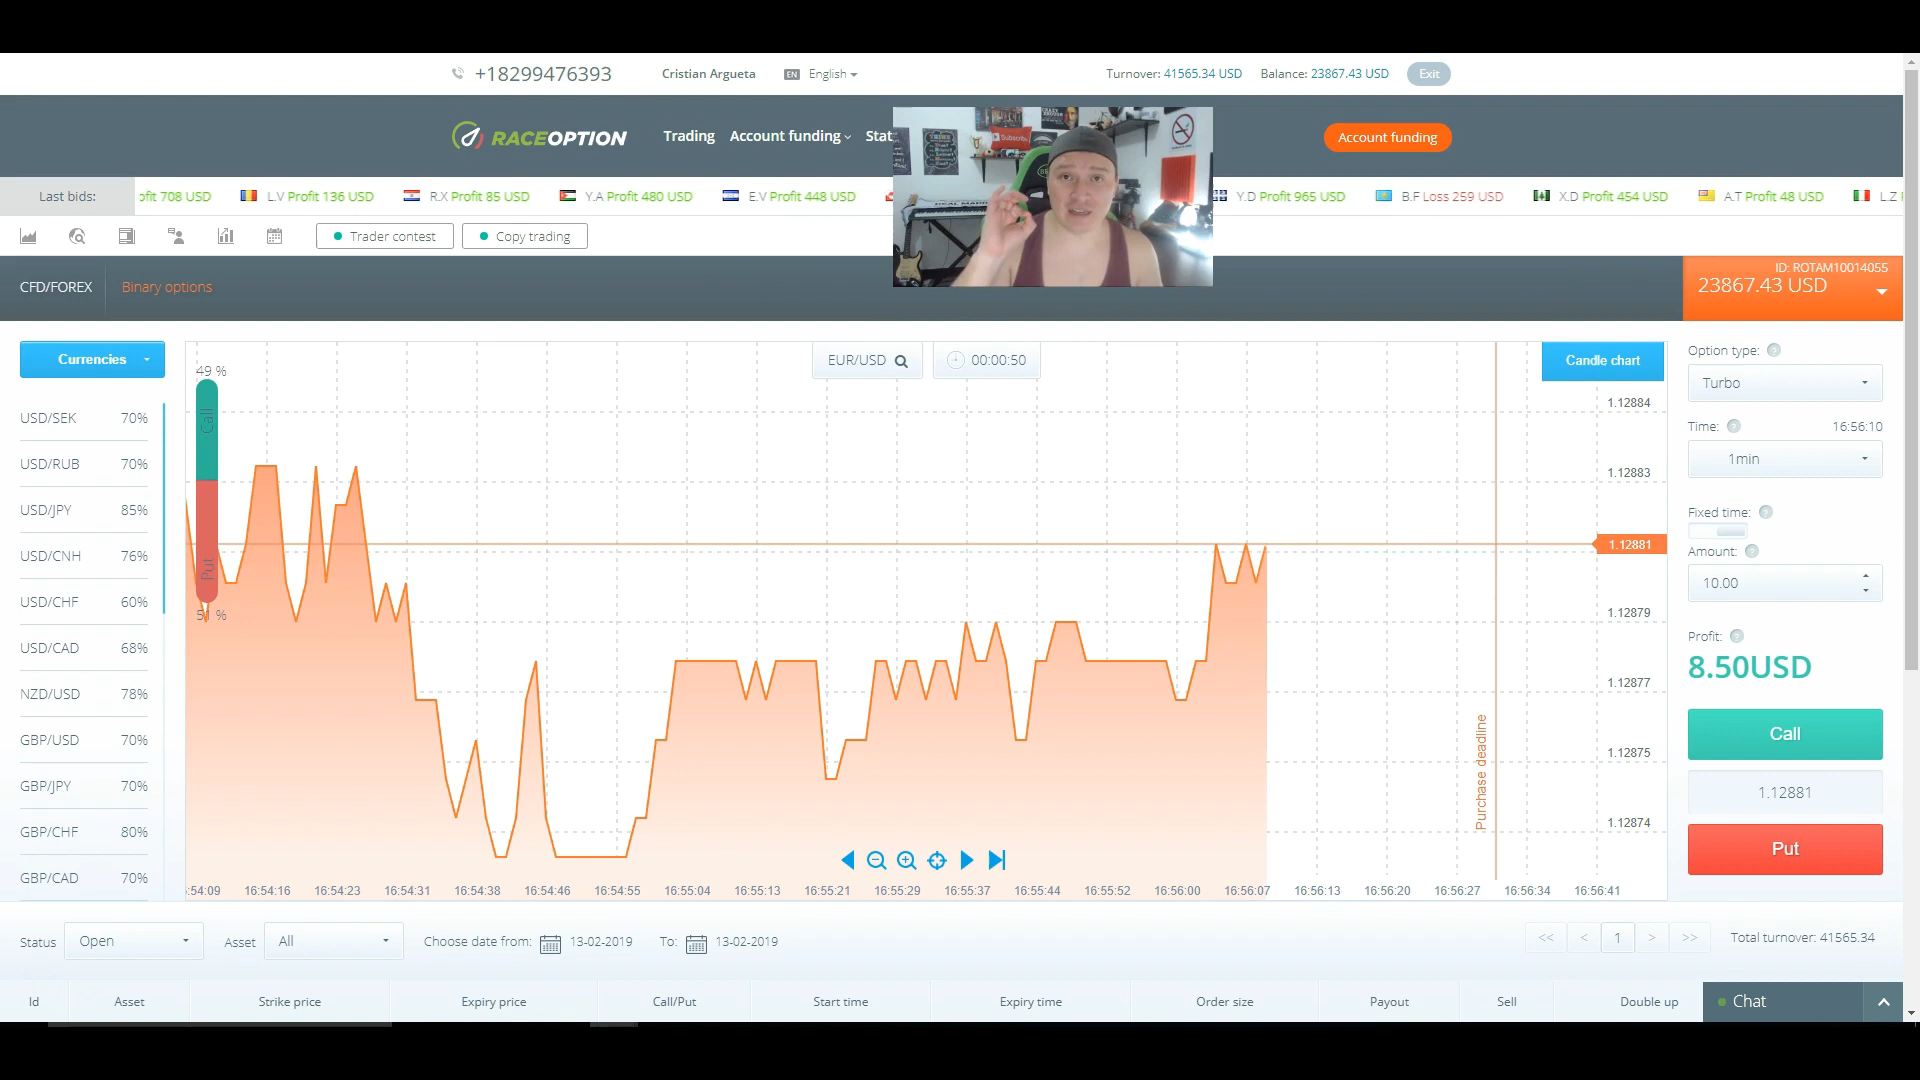 +18299476393 Cristian Argueta EN English Turnover: 41565.34 USD Balance: 23867.43 USD Exit
RACEOPTION Trading Account funding Stat Account funding
Last bids: ofit 708 USD L.V Profit 136 USD R.X Profit 85 USD Y.A Profit 480 USD E.V Profit 448 USD Y.D Profit 965 USD B.F Loss 259 USD X.D Profit 454 USD A.T Profit 48 USD L.Z
Trader contest Copy trading
CFD/FOREX Binary options
ID: ROTAM10014055
23867.43 USD
Currencies
USD/SEK 70%
USD/RUB 70%
USD/JPY 85%
USD/CNH 76%
USD/CHF 60%
USD/CAD 68%
NZD/USD 78%
GBP/USD 70%
GBP/JPY 70%
GBP/CHF 80%
GBP/CAD 70%
49 %
Call
Put
51 %
EUR/USD 00:00:50
Candle chart
1.12884
1.12883
1.12881
1.12879
1.12877
1.12875
1.12874
Purchase deadline
:54:09 16:54:16 16:54:23 16:54:31 16:54:38 16:54:46 16:54:55 16:55:04 16:55:13 16:55:21 16:55:29 16:55:37 16:55:44 16:55:52 16:56:00 16:56:07 16:56:13 16:56:20 16:56:27 16:56:34 16:56:41
Option type: ?
Turbo
Time: ? 16:56:10
1min
Fixed time: ?
Amount: ?
10.00
Profit: ?
8.50USD
Call
1.12881
Put
Status Open Asset All Choose date from: 13-02-2019 To: 13-02-2019 << < 1 > >> Total turnover: 41565.34
Id Asset Strike price Expiry price Call/Put Start time Expiry time Order size Payout Sell Double up
Chat